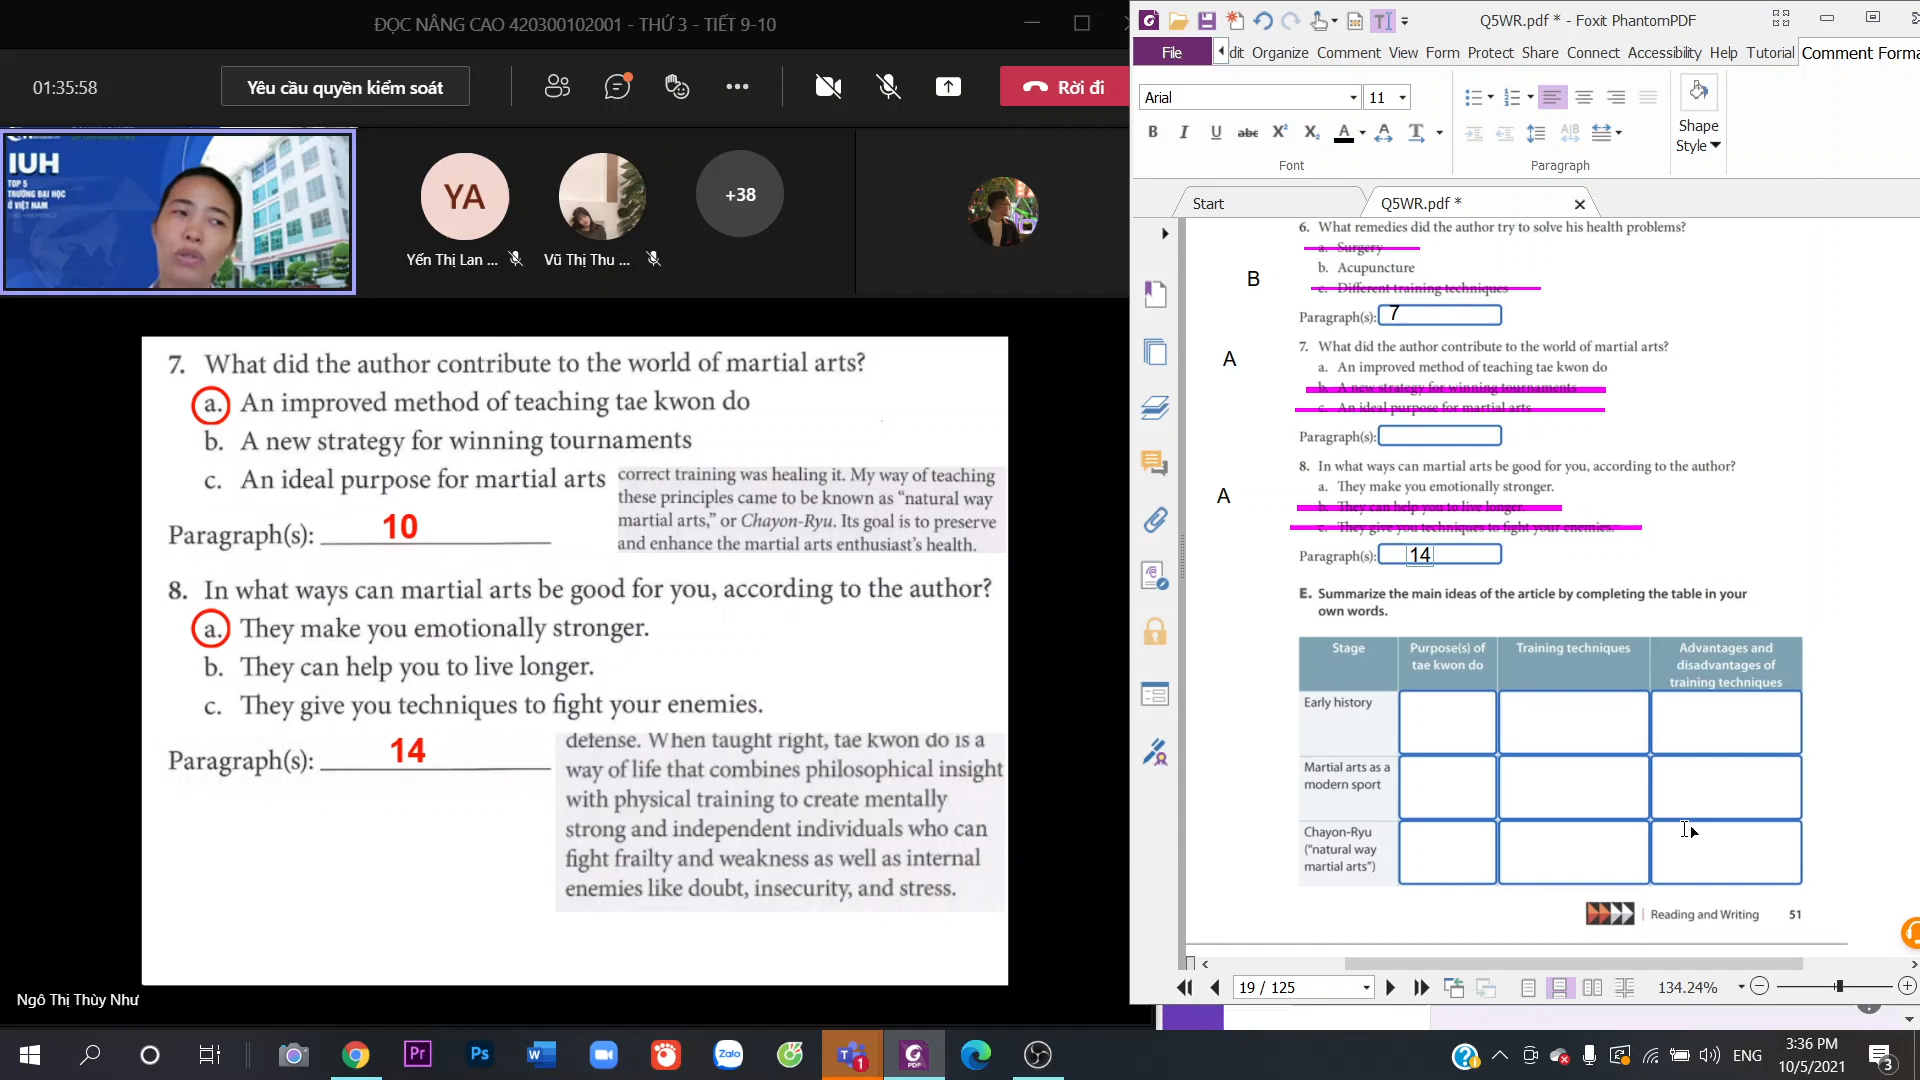 ĐỌC NÂNG CAO 420300102001 - THỨ 3 - TIẾT 9-10
01:35:58
Yêu cầu quyền kiểm soát
Rời đi
IUH
TOP 5
TRƯỜNG ĐẠI HỌC
Ở VIỆT NAM
YA
+38
Yến Thị Lan ...
Vũ Thị Thu ...
7. What did the author contribute to the world of martial arts?
a. An improved method of teaching tae kwon do
b. A new strategy for winning tournaments
c. An ideal purpose for martial arts
Paragraph(s): 10
correct training was healing it. My way of teaching
these principles came to be known as “natural way
martial arts,” or Chayon-Ryu. Its goal is to preserve
and enhance the martial arts enthusiast's health.
8. In what ways can martial arts be good for you, according to the author?
a. They make you emotionally stronger.
b. They can help you to live longer.
c. They give you techniques to fight your enemies.
Paragraph(s): 14
defense. When taught right, tae kwon do is a
way of life that combines philosophical insight
with physical training to create mentally
strong and independent individuals who can
fight frailty and weakness as well as internal
enemies like doubt, insecurity, and stress.
Ngô Thị Thùy Như
Q5WR.pdf * - Foxit PhantomPDF
File
dit Organize Comment View Form Protect Share Connect Accessibility Help Tutorial Comment Forma
Arial
11
B I U abc X² X₂ A A T
Font
Paragraph
Shape
Style
Start
Q5WR.pdf *
6. What remedies did the author try to solve his health problems?
a. Surgery
b. Acupuncture
c. Different training techniques
B
Paragraph(s): 7
7. What did the author contribute to the world of martial arts?
A
a. An improved method of teaching tae kwon do
b. A new strategy for winning tournaments
c. An ideal purpose for martial arts
Paragraph(s):
8. In what ways can martial arts be good for you, according to the author?
a. They make you emotionally stronger.
A
b. They can help you to live longer.
c. They give you techniques to fight your enemies.
Paragraph(s): 14
E. Summarize the main ideas of the article by completing the table in your
own words.
Stage
Purpose(s) of
tae kwon do
Training techniques
Advantages and
disadvantages of
training techniques
Early history
Martial arts as a
modern sport
Chayon-Ryu
("natural way
martial arts")
Reading and Writing 51
19 / 125
134.24%
Pr
Ps
Zalo
1
PDF
ENG
3:36 PM
10/5/2021
3